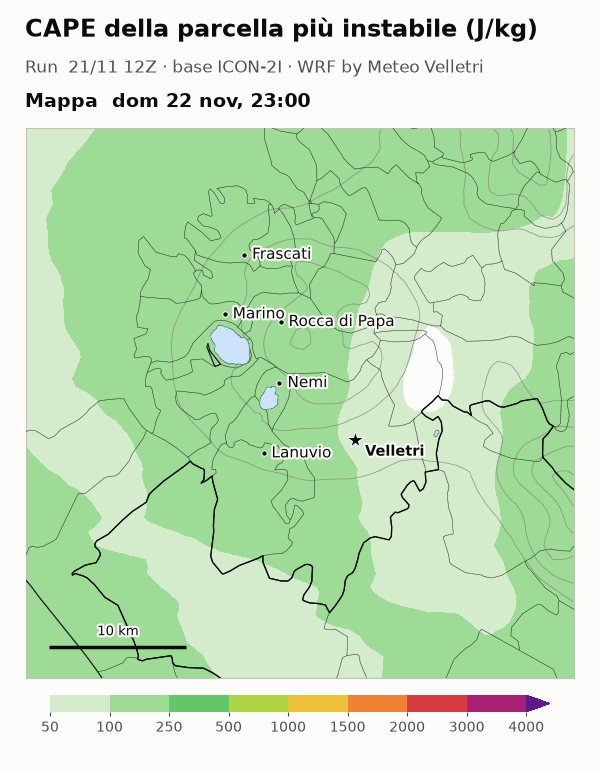 CAPE della parcella più instabile (J/kg)
Run  21/11 12Z · base ICON-2I · WRF by Meteo Velletri
Mappa  dom 22 nov, 23:00
Frascati
Marino
Rocca di Papa
Nemi
Velletri
Lanuvio
10 km
50 100 250 500 1000 1500 2000 3000 4000